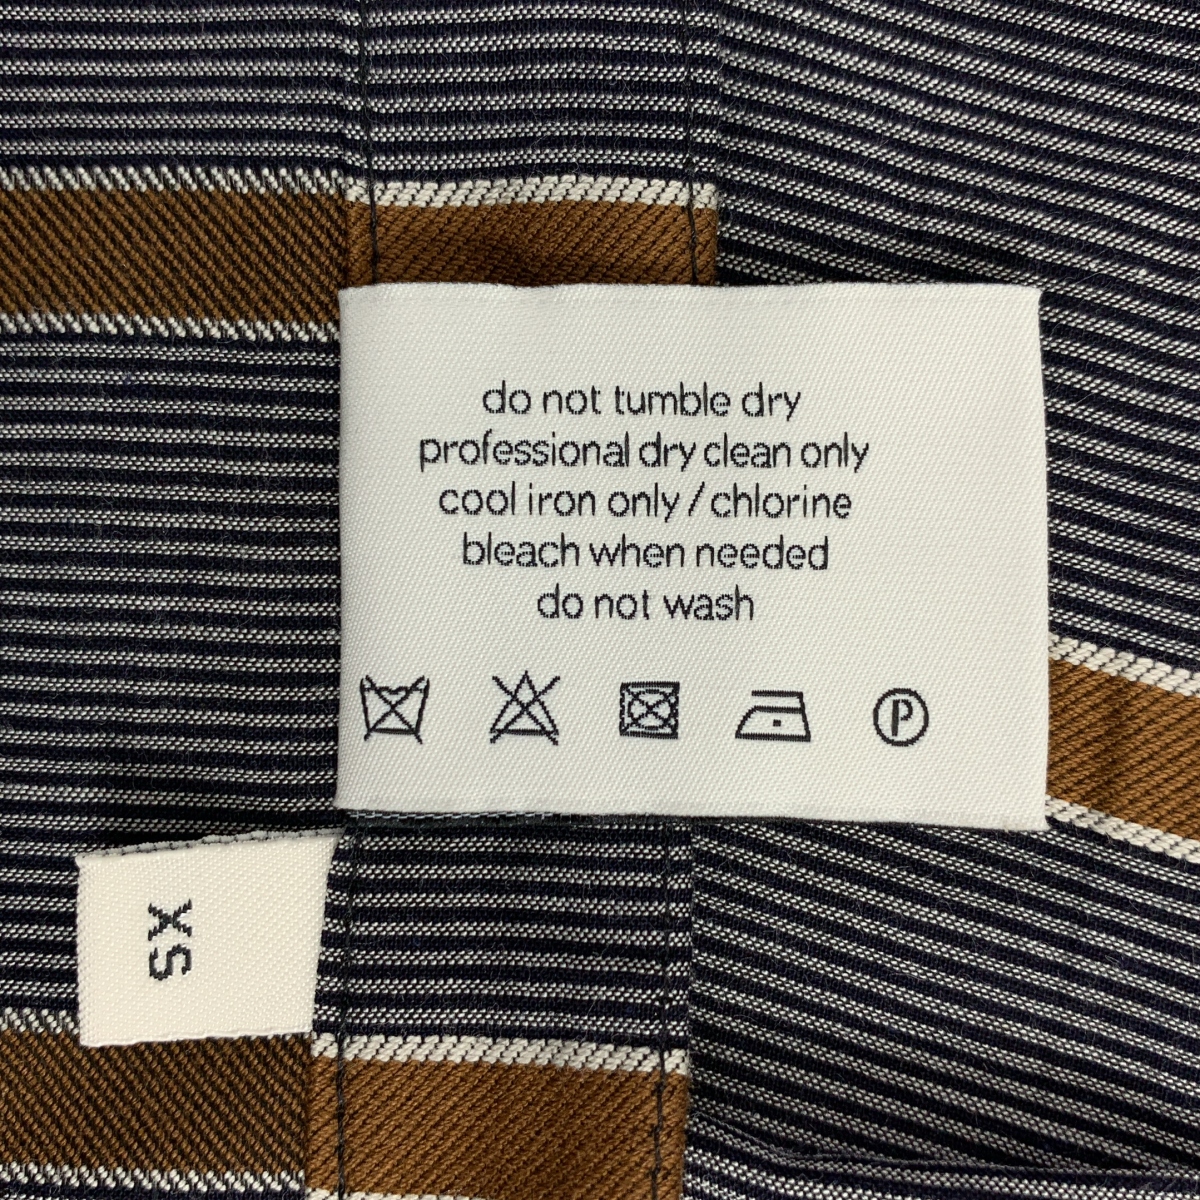 do not tumble dry
professional dry clean only
cool iron only / chlorine
bleach when needed
do not wash
P
XS